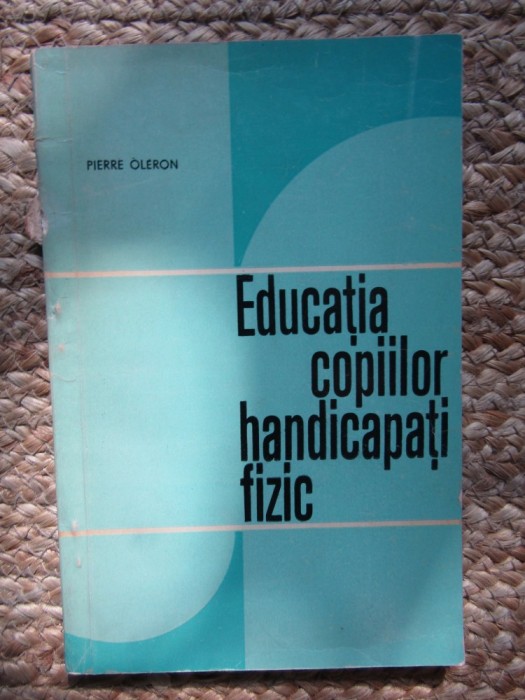 PIERRE OLERON
Educația
copiilor
handicapați
fizic